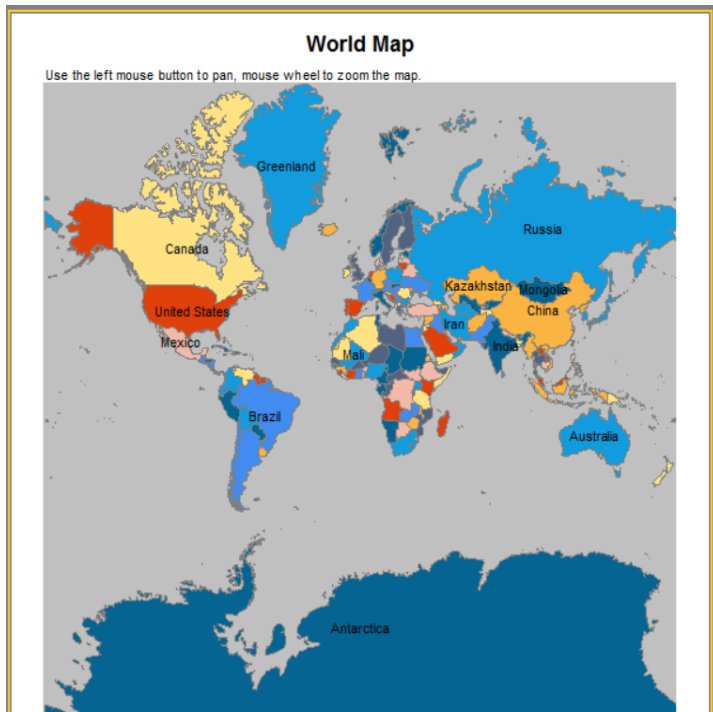 World Map
Use the left mouse button to pan, mouse wheel to zoom the map.
Greenland
Russia
Canada
Kazakhstan
Mongolia
United States
China
Iran
Mexico
India
Mali
Brazil
Australia
Antarctica